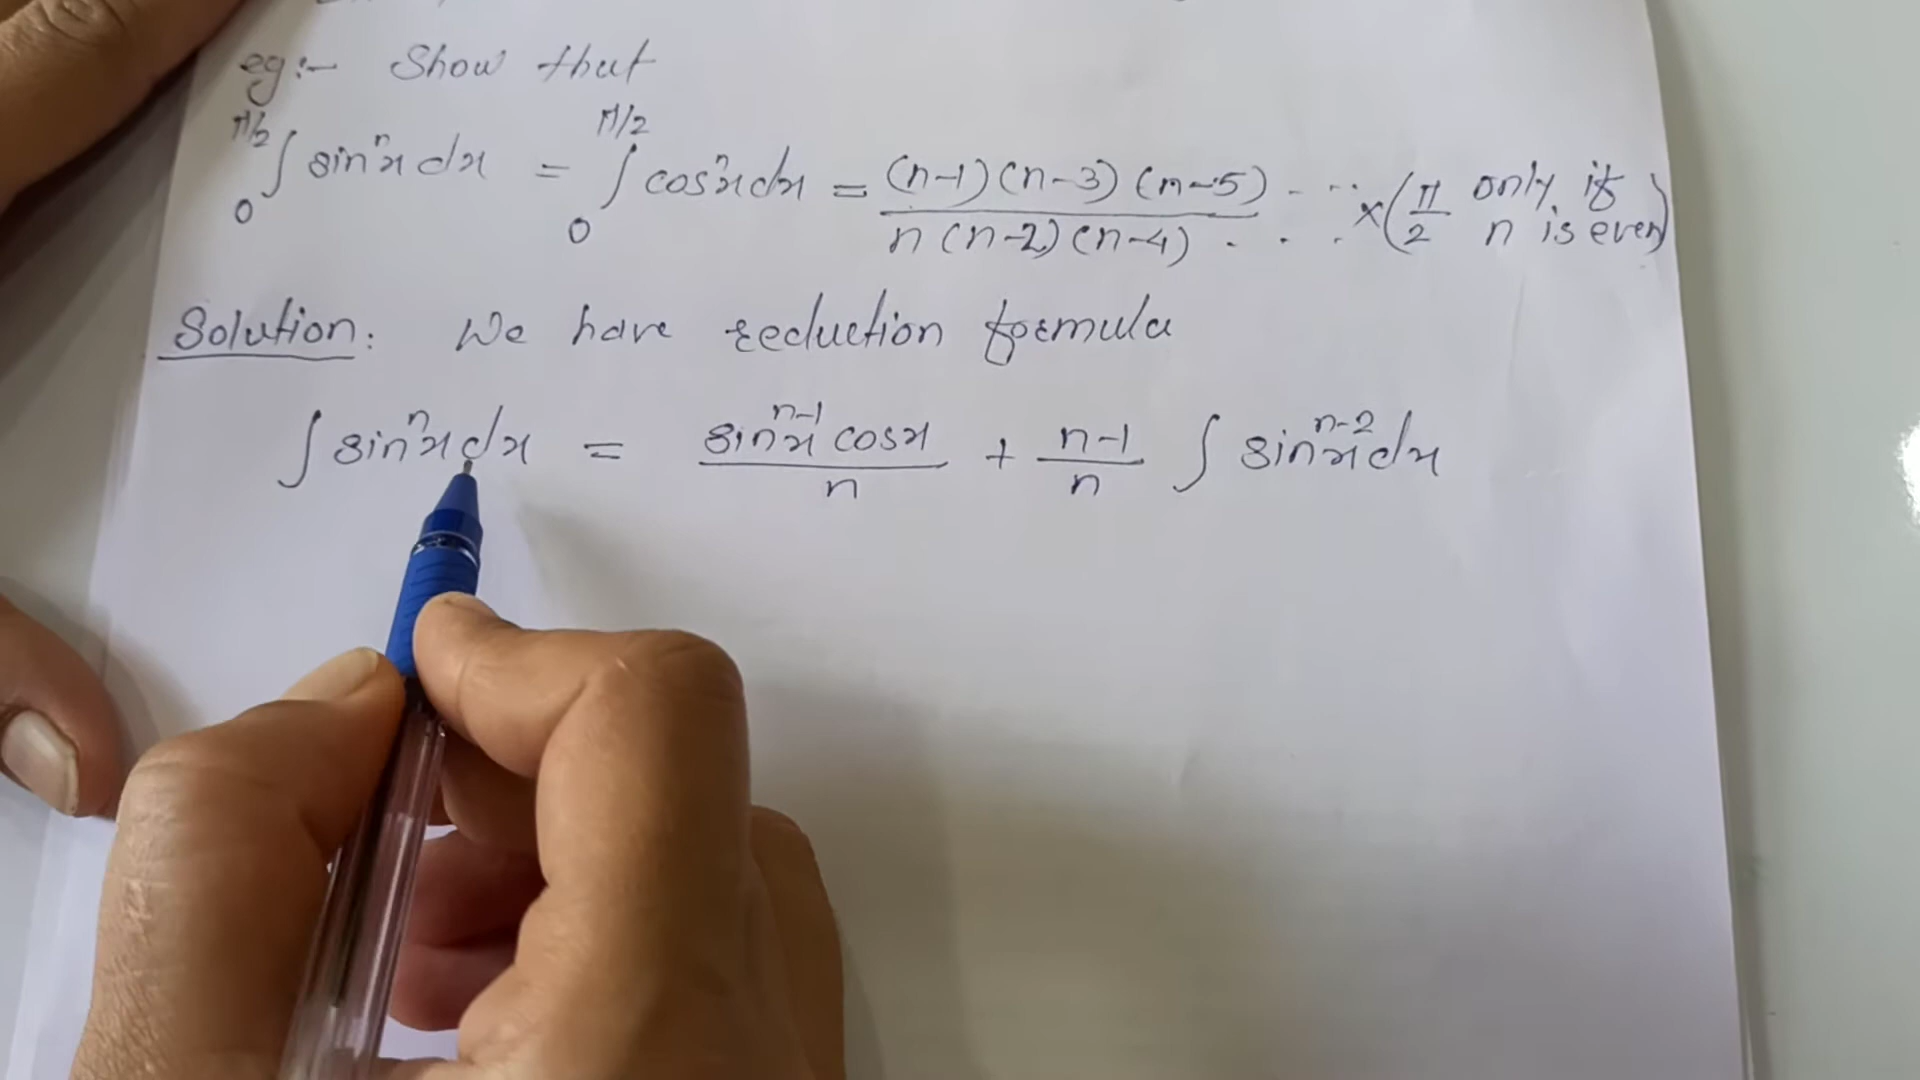 eg:- Show that
π/2 ∫ 0 sinⁿx dx = π/2 ∫ 0 cosⁿx dx = (n-1)(n-3)(n-5) - - .. / n(n-2)(n-4) . . . × (π/2 only if n is even)
Solution: We have reduction formula
∫ sinⁿx dx = sinⁿ⁻¹x cosx / n + n-1 / n ∫ sinⁿ⁻²x dx